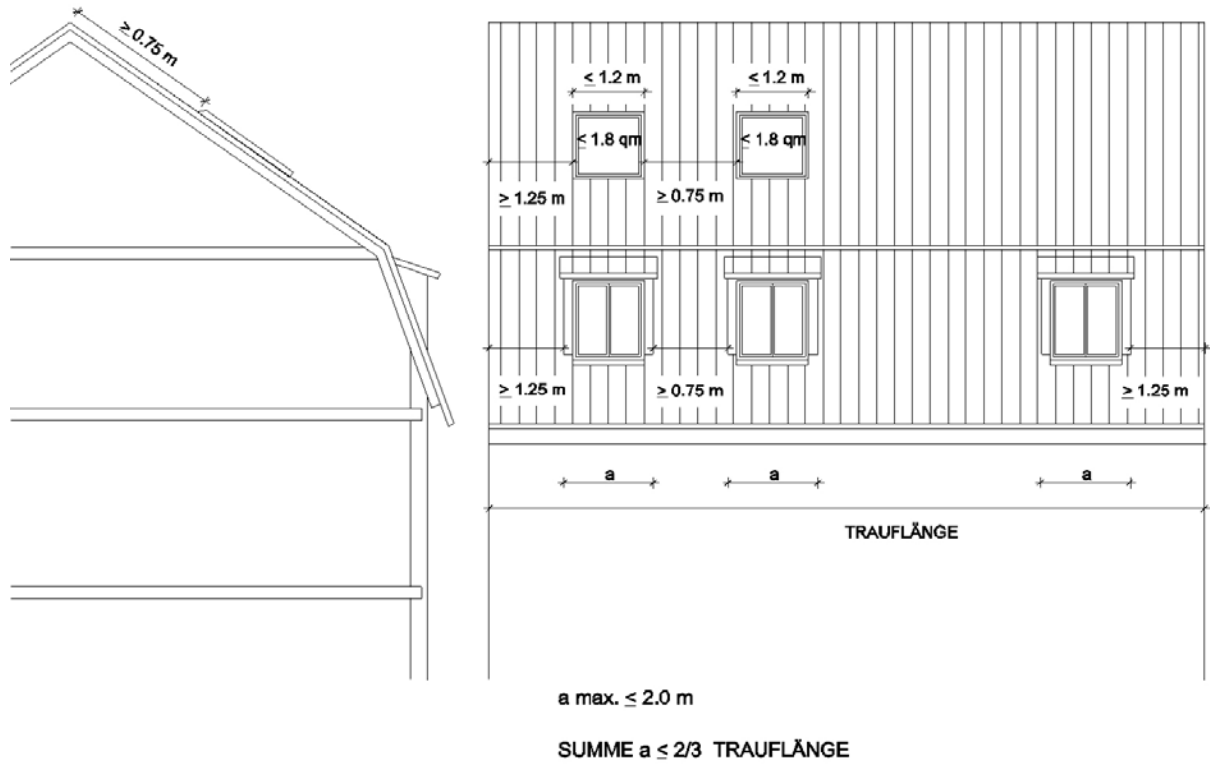 ≥ 0.75 m
≤ 1.2 m
≤ 1.2 m
≤ 1.8 qm
≤ 1.8 qm
≥ 1.25 m
≥ 0.75 m
≥ 1.25 m
≥ 0.75 m
≥ 1.25 m
a
a
a
TRAUFLÄNGE
a max. ≤ 2.0 m
SUMME a ≤ 2/3 TRAUFLÄNGE